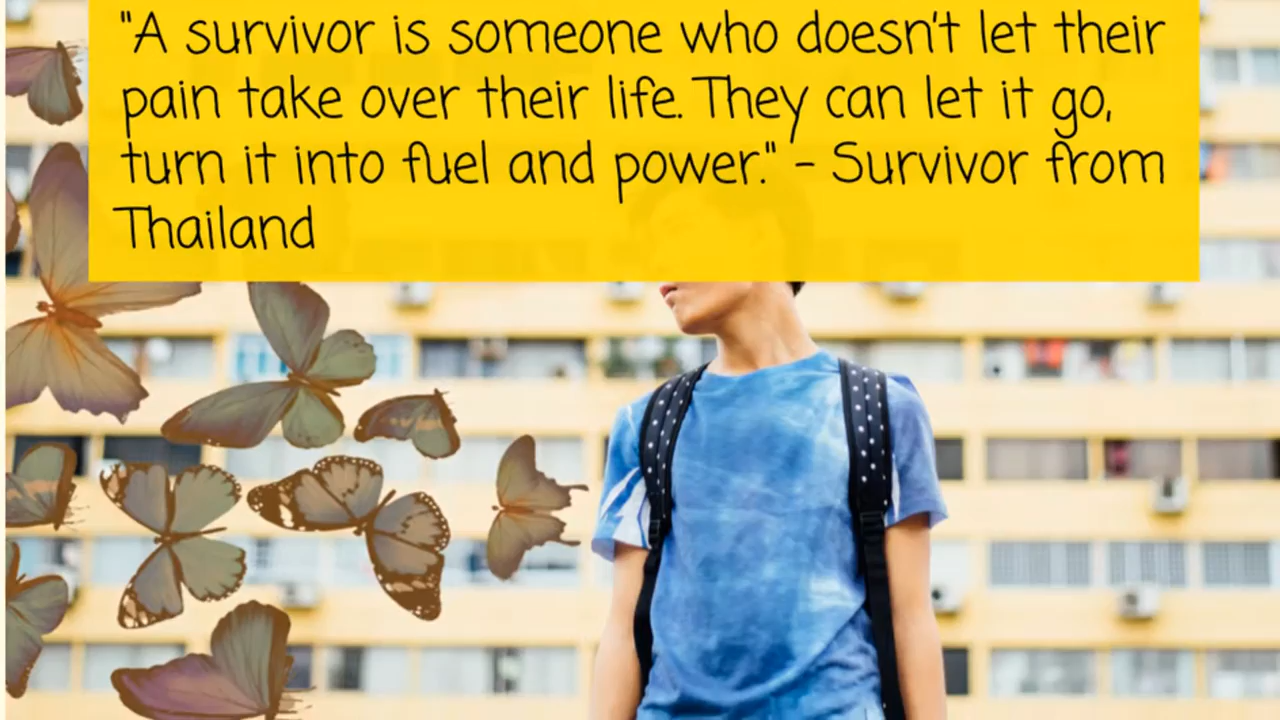 "A survivor is someone who doesn't let their
pain take over their life. They can let it go,
turn it into fuel and power." - Survivor from
Thailand